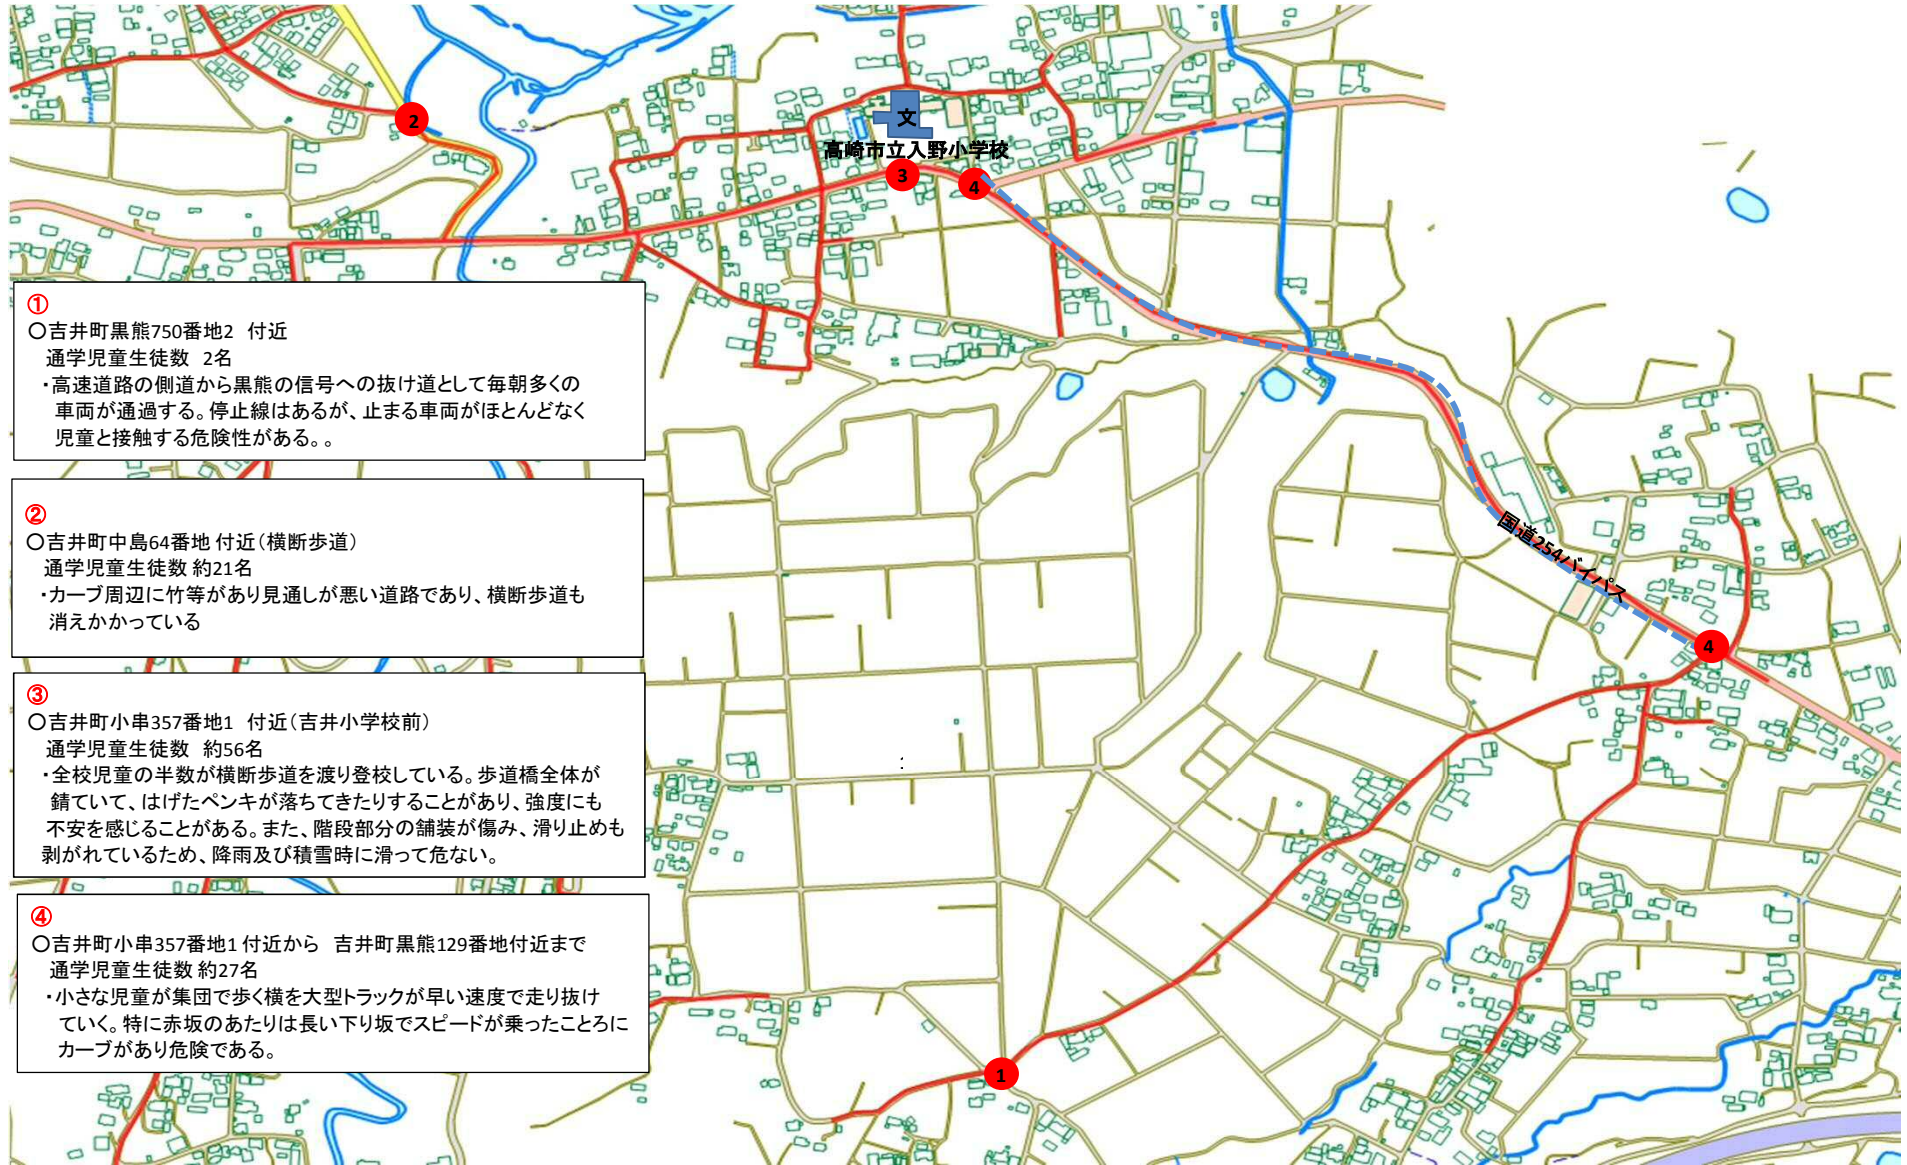 2
文
高崎市立入野小学校
3
4
①
○吉井町黒熊750番地2 付近
通学児童生徒数 2名
・高速道路の側道から黒熊の信号への抜け道として毎朝多くの
車両が通過する。停止線はあるが、止まる車両がほとんどなく
児童と接触する危険性がある。。
②
○吉井町中島64番地 付近(横断歩道)
通学児童生徒数 約21名
・カーブ周辺に竹等があり見通しが悪い道路であり、横断歩道も
消えかかっている
国道254バイパス
4
③
○吉井町小串357番地1 付近(吉井小学校前)
通学児童生徒数 約56名
・全校児童の半数が横断歩道を渡り登校している。歩道橋全体が
錆ていて、はげたペンキが落ちてきたりすることがあり、強度にも
不安を感じることがある。また、階段部分の舗装が傷み、滑り止めも
剥がれているため、降雨及び積雪時に滑って危ない。
:
④
○吉井町小串357番地1 付近から 吉井町黒熊129番地付近まで
通学児童生徒数 約27名
・小さな児童が集団で歩く横を大型トラックが早い速度で走り抜け
ていく。特に赤坂のあたりは長い下り坂でスピードが乗ったことろに
カーブがあり危険である。
1